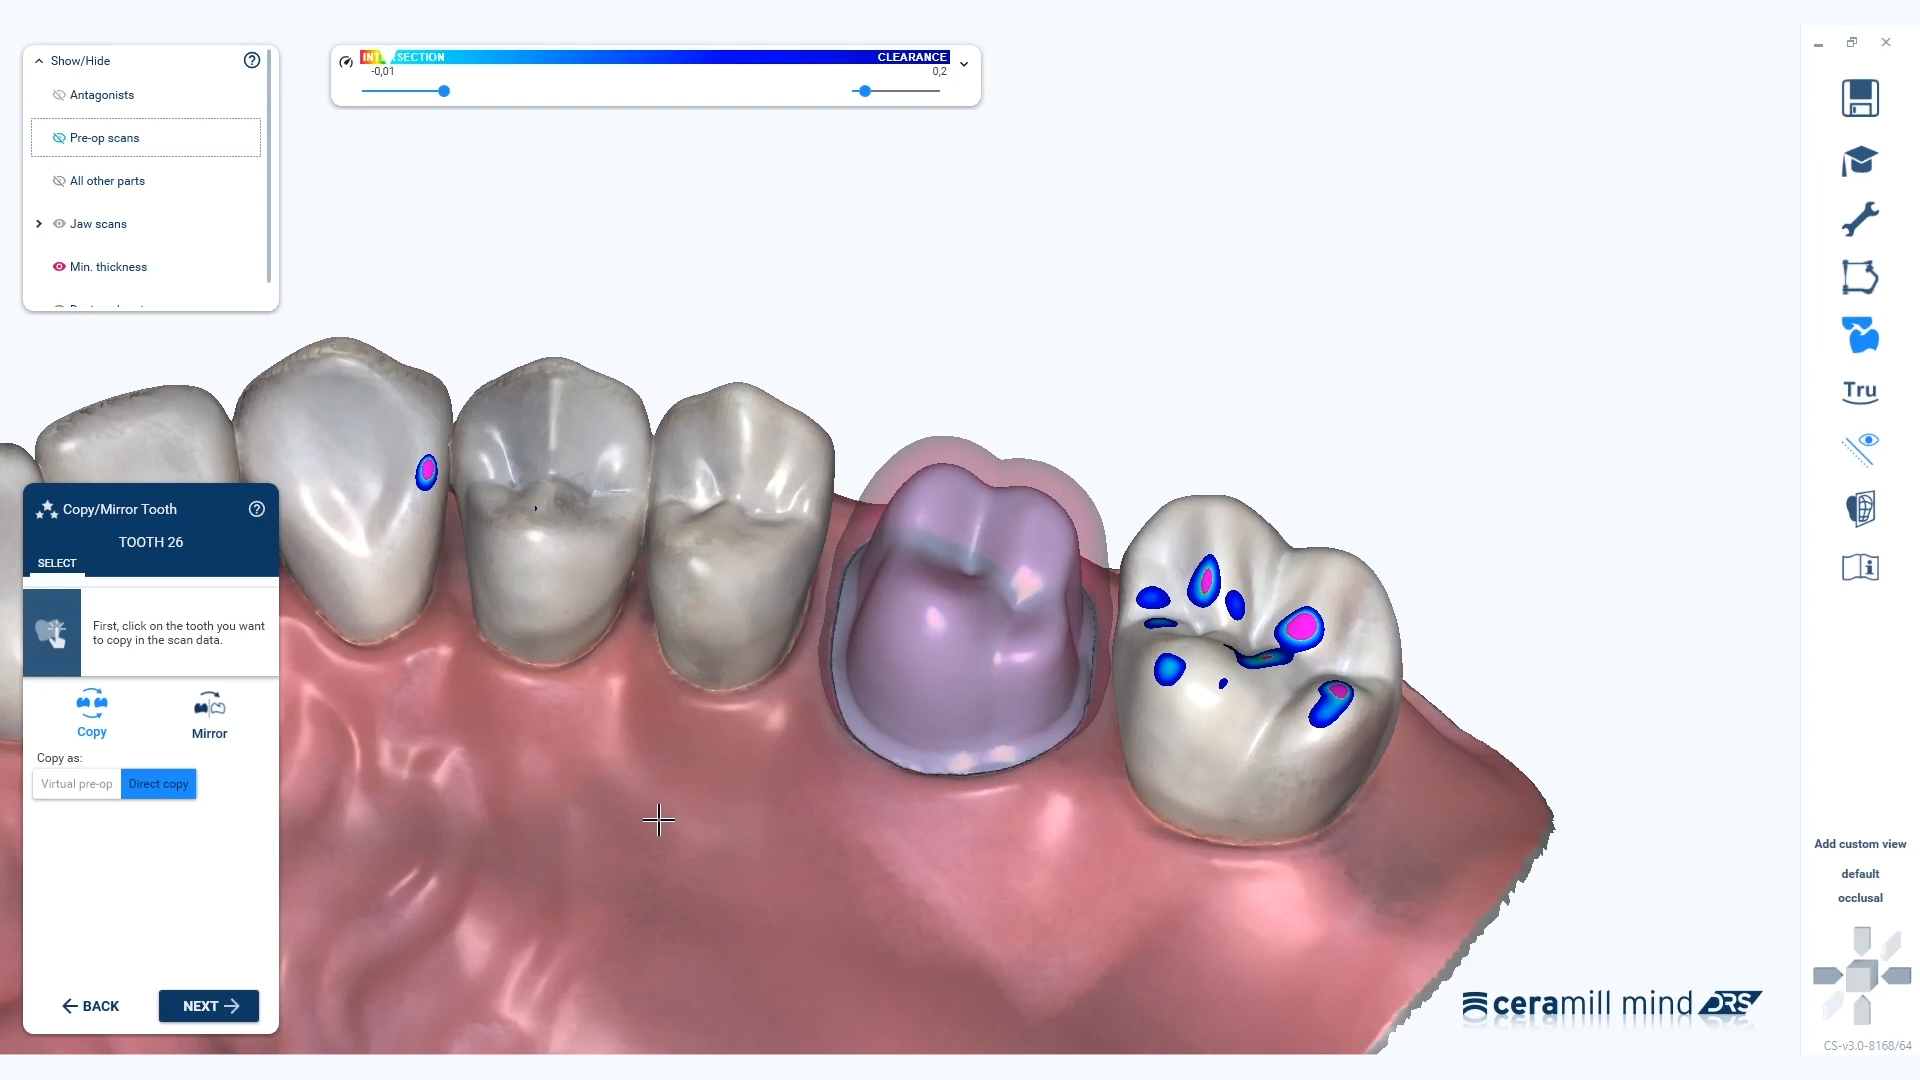 Show/Hide
Antagonists
Pre-op scans
All other parts
Jaw scans
Min. thickness
SECTION
CLEARANCE
-0,01
0,2
Copy/Mirror Tooth
TOOTH 26
SELECT
First, click on the tooth you want
to copy in the scan data.
Copy
Mirror
Copy as:
Virtual pre-op
Direct copy
BACK
NEXT
Tru
Add custom view
default
occlusal
ceramill mind DRS
CS-v3.0-8168/64